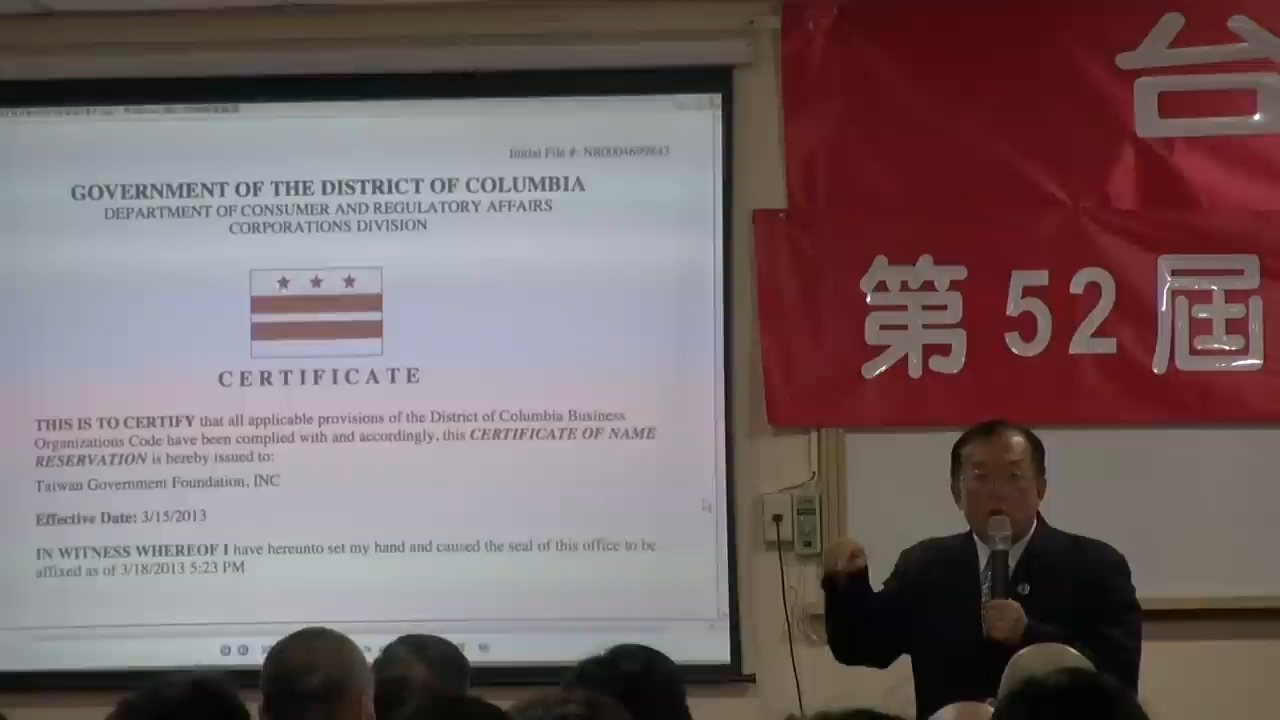 Initial File #: NR0004699843
GOVERNMENT OF THE DISTRICT OF COLUMBIA
DEPARTMENT OF CONSUMER AND REGULATORY AFFAIRS
CORPORATIONS DIVISION
CERTIFICATE
THIS IS TO CERTIFY that all applicable provisions of the District of Columbia Business
Organizations Code have been complied with and accordingly, this CERTIFICATE OF NAME
RESERVATION is hereby issued to:
Taiwan Government Foundation, INC
Effective Date: 3/15/2013
IN WITNESS WHEREOF I have hereunto set my hand and caused the seal of this office to be
affixed as of 3/18/2013 5:23 PM
台
第52屆